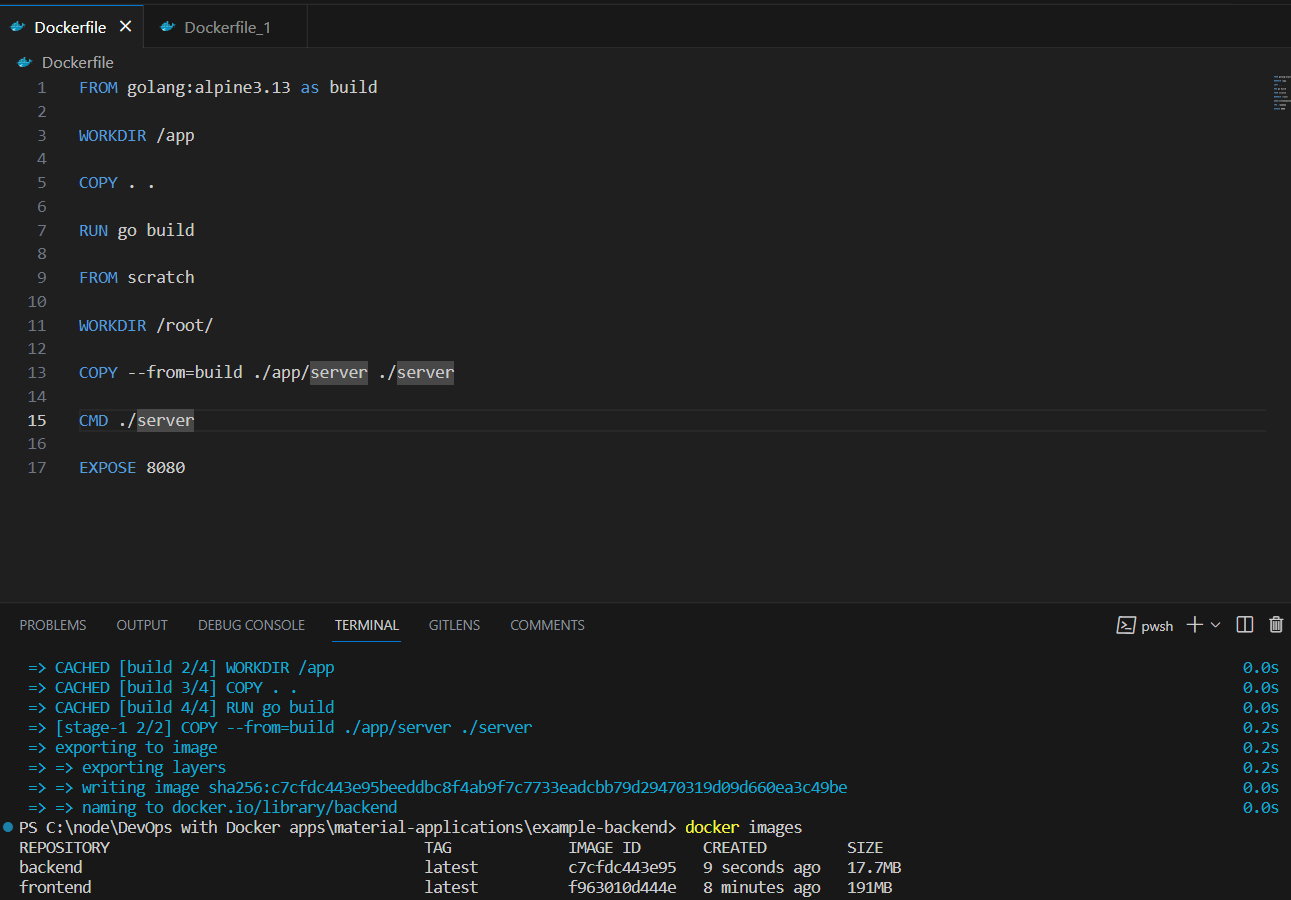 Dockerfile
Dockerfile_1
Dockerfile
1 FROM golang:alpine3.13 as build
2
3 WORKDIR /app
4
5 COPY . .
6
7 RUN go build
8
9 FROM scratch
10
11 WORKDIR /root/
12
13 COPY --from=build ./app/server ./server
14
15 CMD ./server
16
17 EXPOSE 8080
PROBLEMS OUTPUT DEBUG CONSOLE TERMINAL GITLENS COMMENTS pwsh
=> CACHED [build 2/4] WORKDIR /app 0.0s
=> CACHED [build 3/4] COPY . . 0.0s
=> CACHED [build 4/4] RUN go build 0.0s
=> [stage-1 2/2] COPY --from=build ./app/server ./server 0.2s
=> exporting to image 0.2s
=> => exporting layers 0.2s
=> => writing image sha256:c7cfdc443e95beeddbc8f4ab9f7c7733eadcbb79d29470319d09d660ea3c49be 0.0s
=> => naming to docker.io/library/backend 0.0s
PS C:\node\DevOps with Docker apps\material-applications\example-backend> docker images
REPOSITORY TAG IMAGE ID CREATED SIZE
backend latest c7cfdc443e95 9 seconds ago 17.7MB
frontend latest f963010d444e 8 minutes ago 191MB